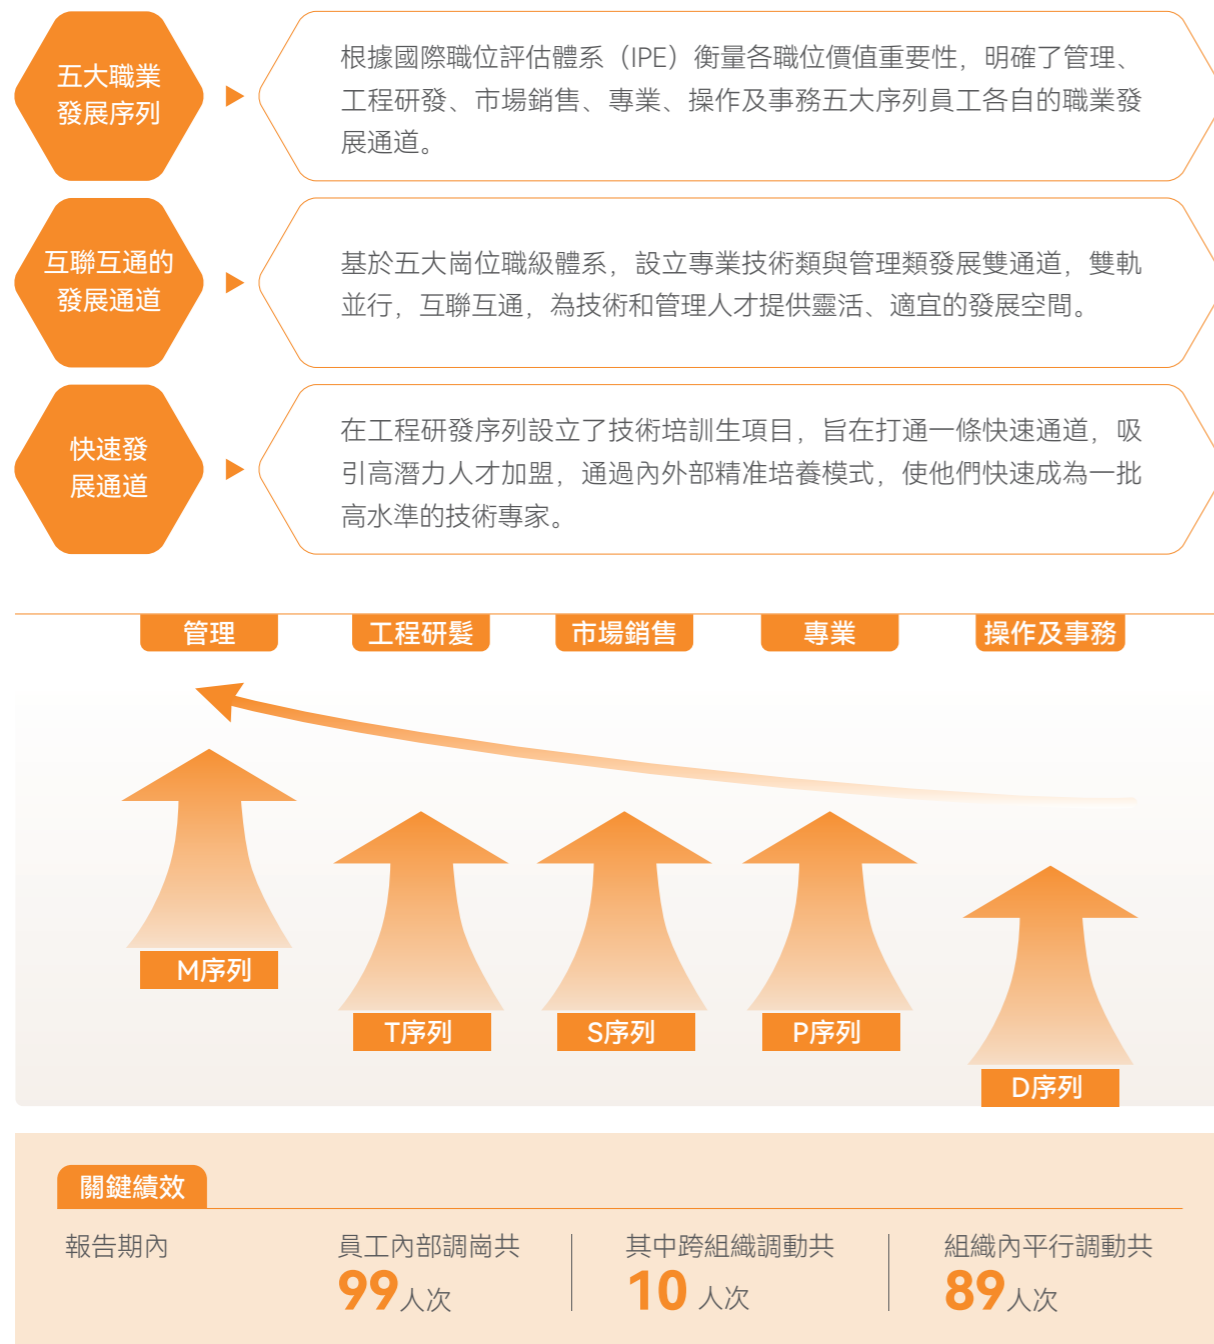 五大職業
發展序列
根據國際職位評估體系（IPE）衡量各職位價值重要性，明確了管理、
工程研發、市場銷售、專業、操作及事務五大序列員工各自的職業發
展通道。
互聯互通的
發展通道
基於五大崗位職級體系，設立專業技術類與管理類發展雙通道，雙軌
並行，互聯互通，為技術和管理人才提供靈活、適宜的發展空間。
快速發
展通道
在工程研發序列設立了技術培訓生項目，旨在打通一條快速通道，吸
引高潛力人才加盟，通過內外部精准培養模式，使他們快速成為一批
高水準的技術專家。
管理
工程研髮
市場銷售
專業
操作及事務
M序列
T序列
S序列
P序列
D序列
關鍵績效
報告期內
員工內部調崗共
99人次
其中跨組織調動共
10 人次
組織內平行調動共
89人次